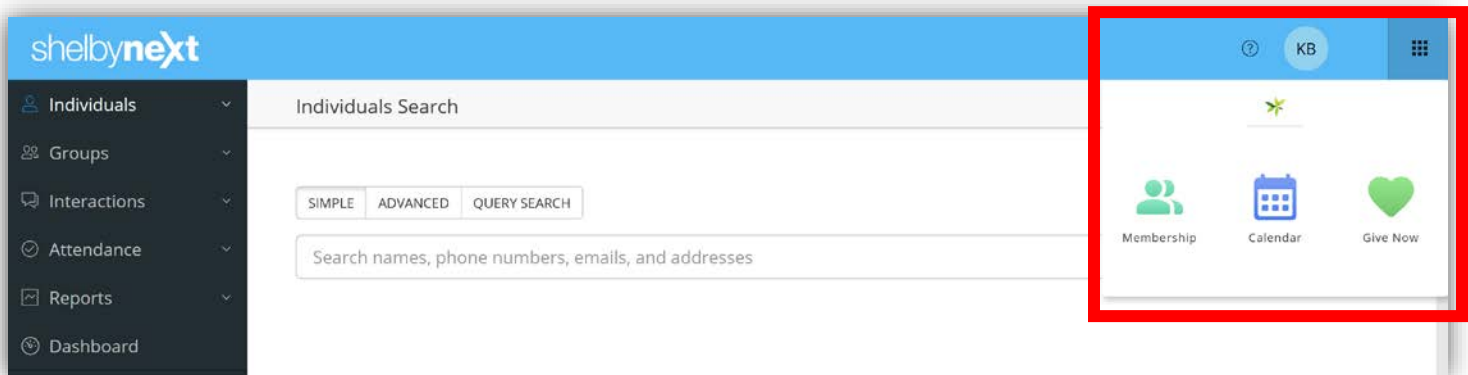 shelbynext
KB
Individuals
Groups
Interactions
Attendance
Reports
Dashboard
Individuals Search
SIMPLE ADVANCED QUERY SEARCH
Search names, phone numbers, emails, and addresses
Membership Calendar Give Now